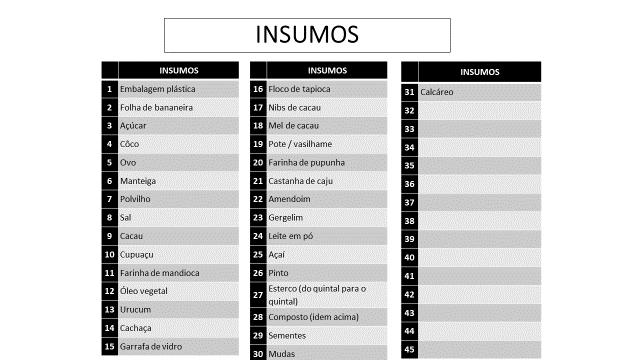 INSUMOS
INSUMOS
1 Embalagem plástica
2 Folha de bananeira
3 Açúcar
4 Côco
5 Ovo
6 Manteiga
7 Polvilho
8 Sal
9 Cacau
10 Cupuaçu
11 Farinha de mandioca
12 Óleo vegetal
13 Urucum
14 Cachaça
15 Garrafa de vidro
INSUMOS
16 Floco de tapioca
17 Nibs de cacau
18 Mel de cacau
19 Pote / vasilhame
20 Farinha de pupunha
21 Castanha de caju
22 Amendoim
23 Gergelim
24 Leite em pó
25 Açaí
26 Pinto
27 Esterco (do quintal para o
quintal)
28 Composto (idem acima)
29 Sementes
30 Mudas
INSUMOS
31 Calcáreo
32
33
34
35
36
37
38
39
40
41
42
43
44
45